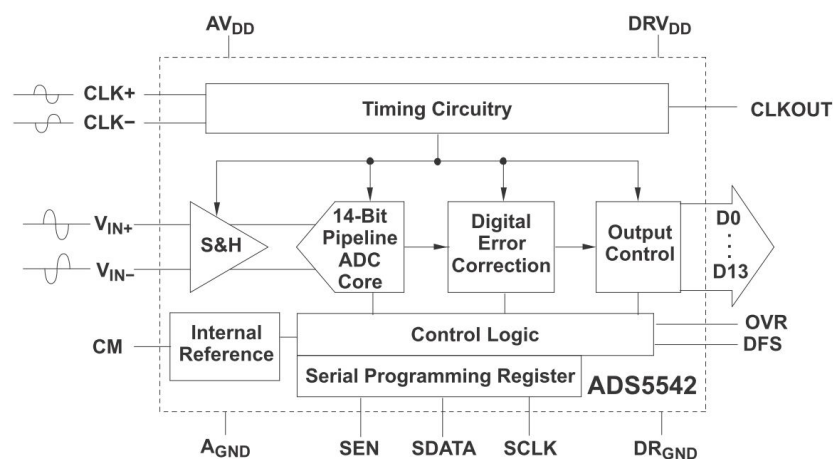 AVDD
DRVDD
CLK+
CLK−
Timing Circuitry
CLKOUT
VIN+
VIN−
S&H
14-Bit
Pipeline
ADC
Core
Digital
Error
Correction
Output
Control
D0
D13
CM
Internal
Reference
Control Logic
OVR
DFS
Serial Programming Register
ADS5542
AGND
SEN
SDATA
SCLK
DRGND